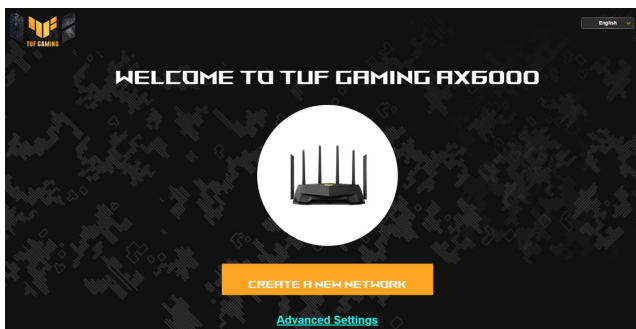 TUF GAMING
English
WELCOME TO TUF GAMING AX6000
CREATE A NEW NETWORK
Advanced Settings